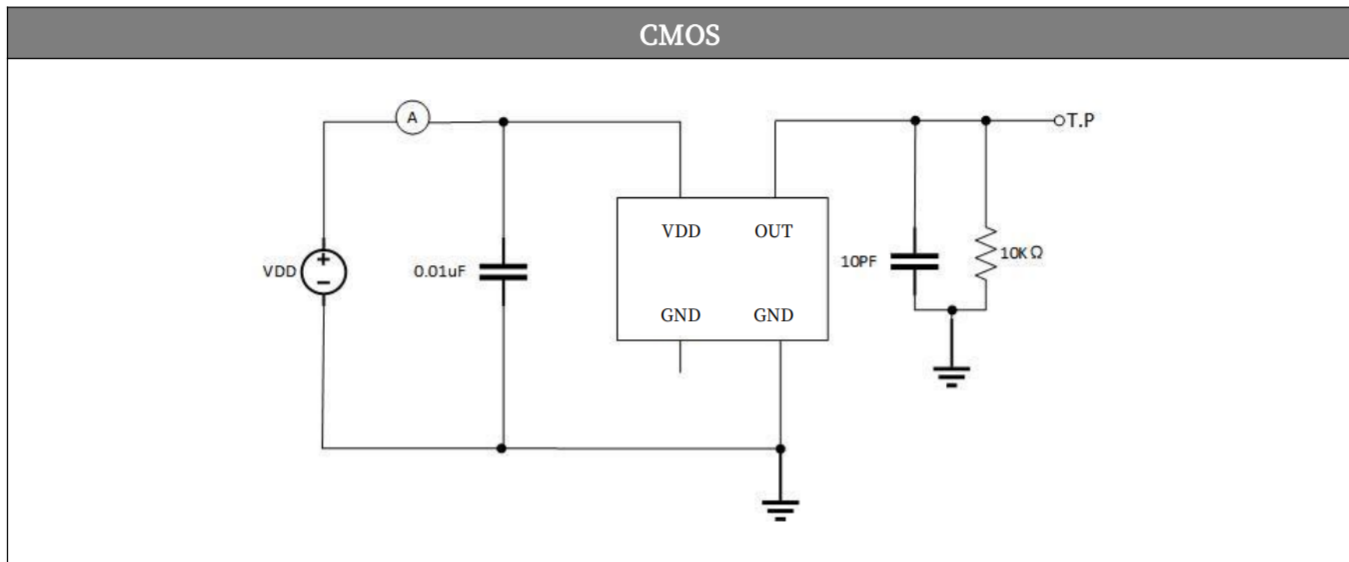 CMOS
A
T.P
VDD OUT
VDD
0.01uF
10PF
10KΩ
GND GND